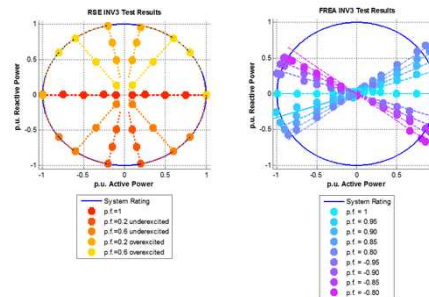 RSE INV3 Test Results
p.u. Reactive Power
1
0.5
0
-0.5
-1
-1 -0.5 0 0.5 1
p.u. Active Power
System Rating
p.f.=1
p.f.=0.2 underexcited
p.f.=0.6 underexcited
p.f.=0.2 overexcited
p.f.=0.6 overexcited
FREA INV3 Test Results
p.u. Reactive Power
1
0.5
0
-0.5
-1
-1 -0.5 0 0.5
p.u. Active Power
System Rating
p.f. = 1
p.f. = 0.95
p.f. = 0.90
p.f. = 0.85
p.f. = 0.80
p.f. = -0.95
p.f. = -0.90
p.f. = -0.85
p.f. = -0.80